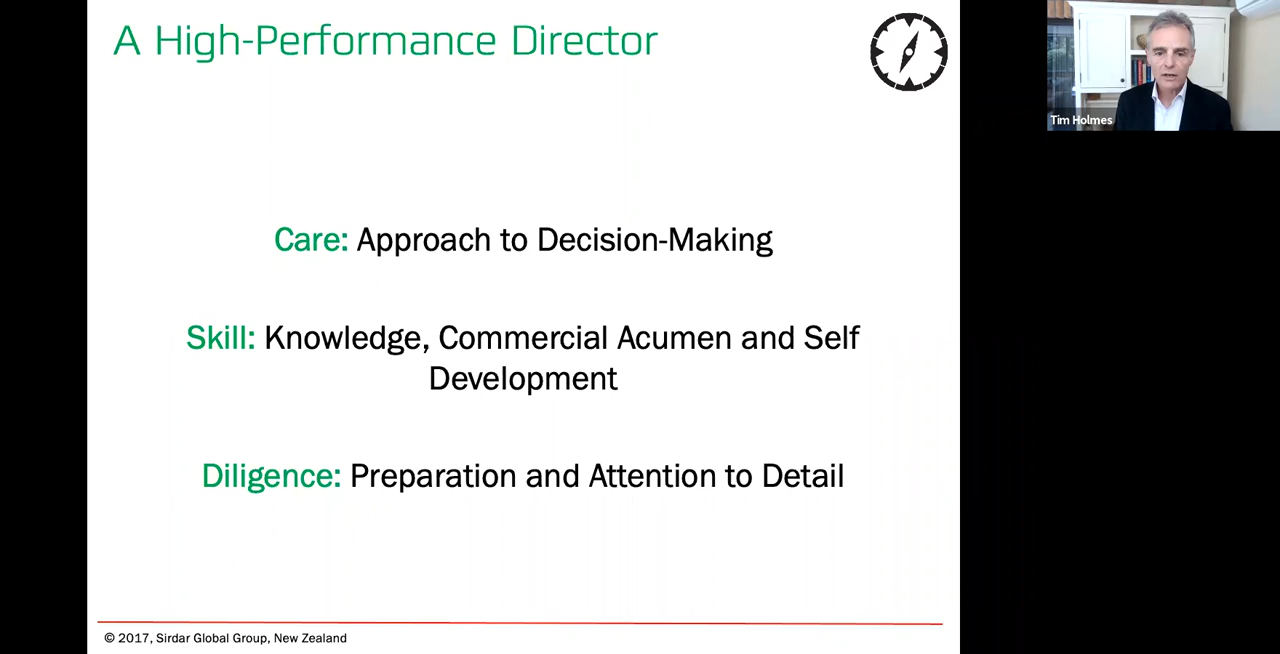 A High-Performance Director
Tim Holmes
Care: Approach to Decision-Making
Skill: Knowledge, Commercial Acumen and Self
Development
Diligence: Preparation and Attention to Detail
© 2017, Sirdar Global Group, New Zealand